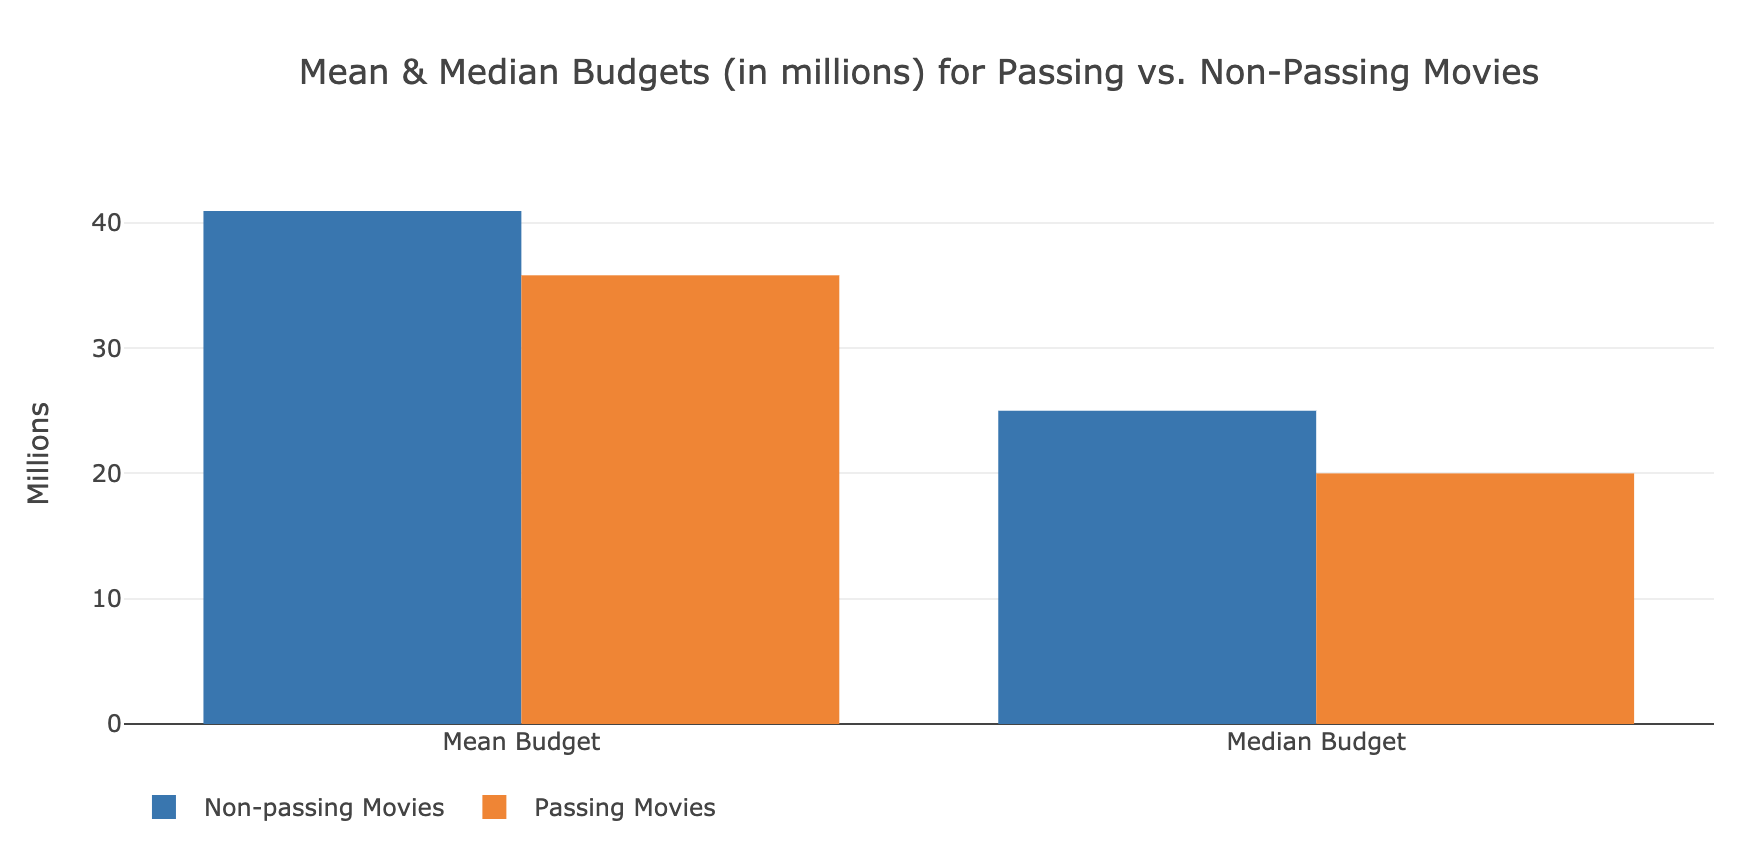 Mean & Median Budgets (in millions) for Passing vs. Non-Passing Movies
Millions
40
30
20
10
0
Mean Budget
Median Budget
Non-passing Movies
Passing Movies